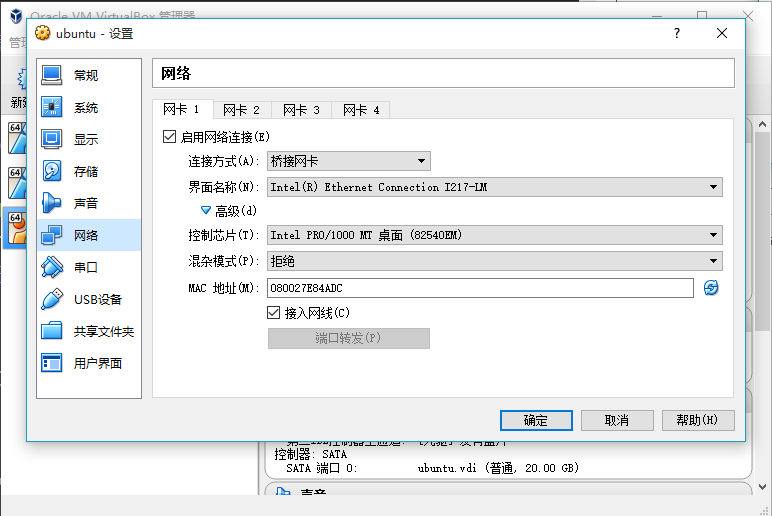 Oracle VM VirtualBox 管理器
ubuntu - 设置
?
管理
新建
64
64
64
常规
系统
显示
存储
声音
网络
串口
USB设备
共享文件夹
用户界面
网络
网卡 1 网卡 2 网卡 3 网卡 4
启用网络连接(E)
连接方式(A): 桥接网卡
界面名称(N): Intel(R) Ethernet Connection I217-LM
高级(d)
控制芯片(T): Intel PRO/1000 MT 桌面 (82540EM)
混杂模式(P): 拒绝
MAC 地址(M): 080027E84ADC
接入网线(C)
端口转发(P)
确定 取消 帮助(H)
控制器: SATA
SATA 端口 0: ubuntu.vdi (普通, 20.00 GB)
声音